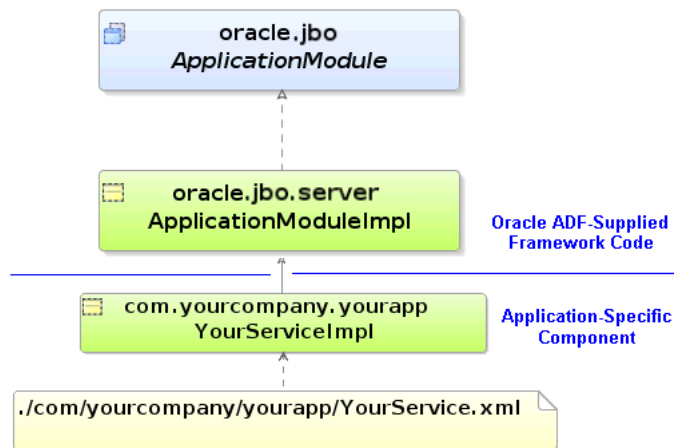 oracle.jbo
ApplicationModule
oracle.jbo.server
ApplicationModuleImpl
Oracle ADF-Supplied
Framework Code
com.yourcompany.yourapp
YourServiceImpl
Application-Specific
Component
./com/yourcompany/yourapp/YourService.xml